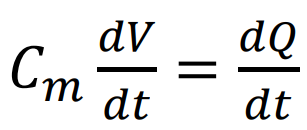 C_m dV/dt = dQ/dt